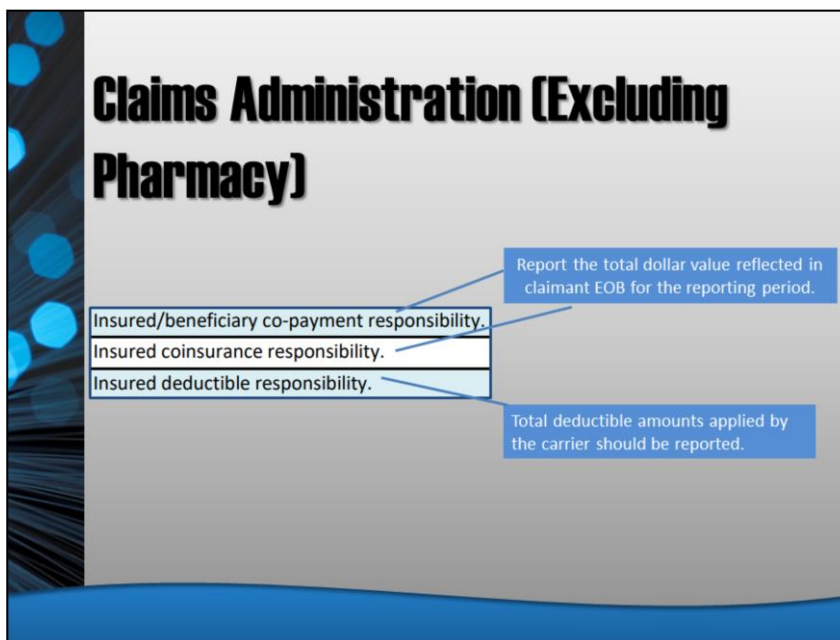 Claims Administration (Excluding
Pharmacy)
Report the total dollar value reflected in
claimant EOB for the reporting period.
Insured/beneficiary co-payment responsibility.
Insured coinsurance responsibility.
Insured deductible responsibility.
Total deductible amounts applied by
the carrier should be reported.